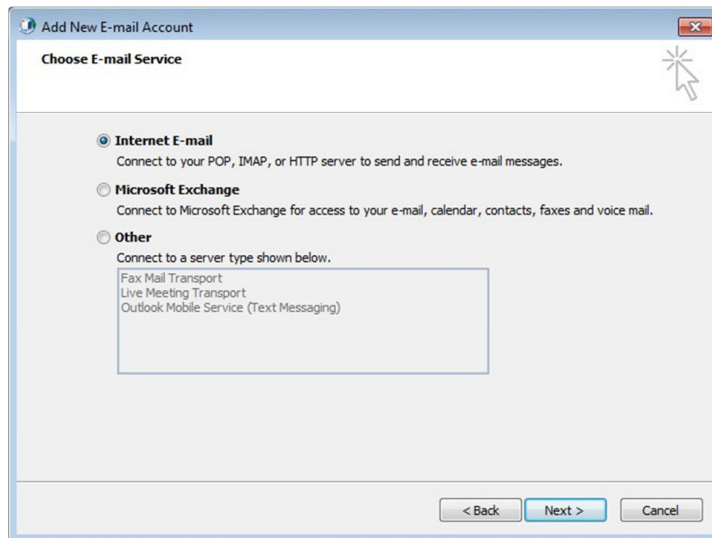 Add New E-mail Account
Choose E-mail Service
Internet E-mail
Connect to your POP, IMAP, or HTTP server to send and receive e-mail messages.
Microsoft Exchange
Connect to Microsoft Exchange for access to your e-mail, calendar, contacts, faxes and voice mail.
Other
Connect to a server type shown below.
Fax Mail Transport
Live Meeting Transport
Outlook Mobile Service (Text Messaging)
< Back Next > Cancel